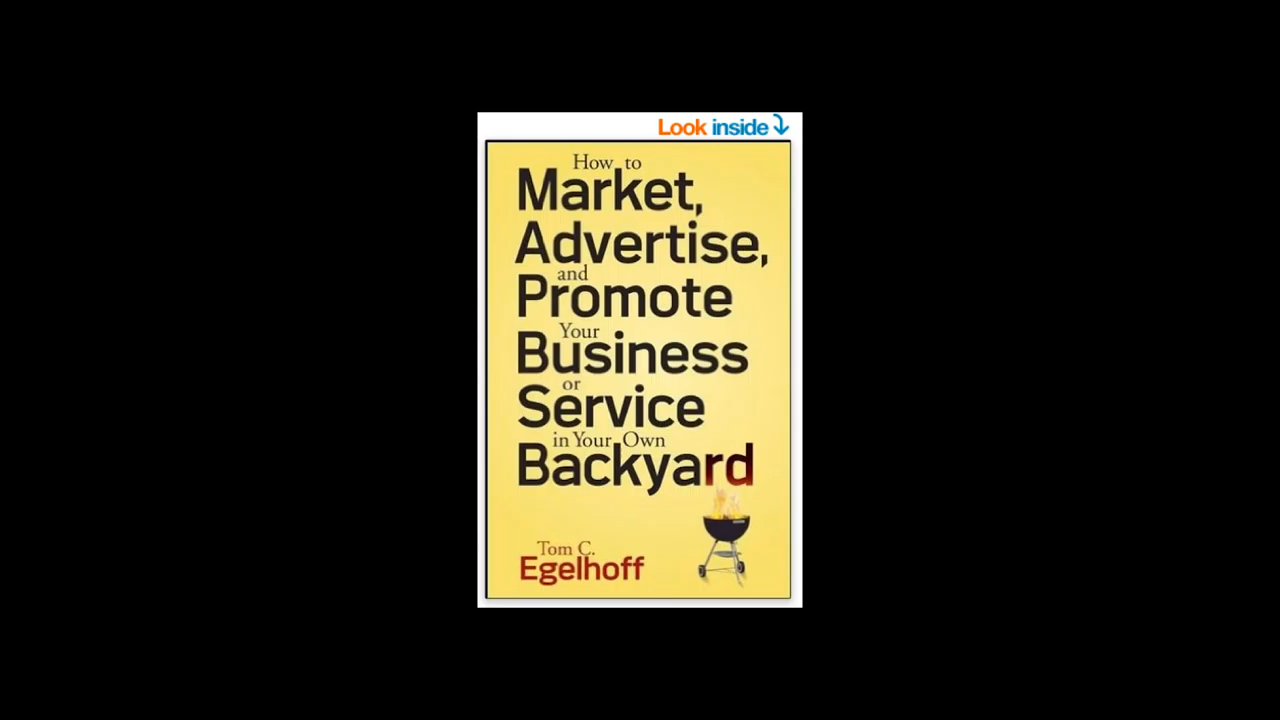 Look inside
How to
Market,
Advertise,
and
Promote
Your
Business
or
Service
in Your Own
Backyard
Tom C.
Egelhoff